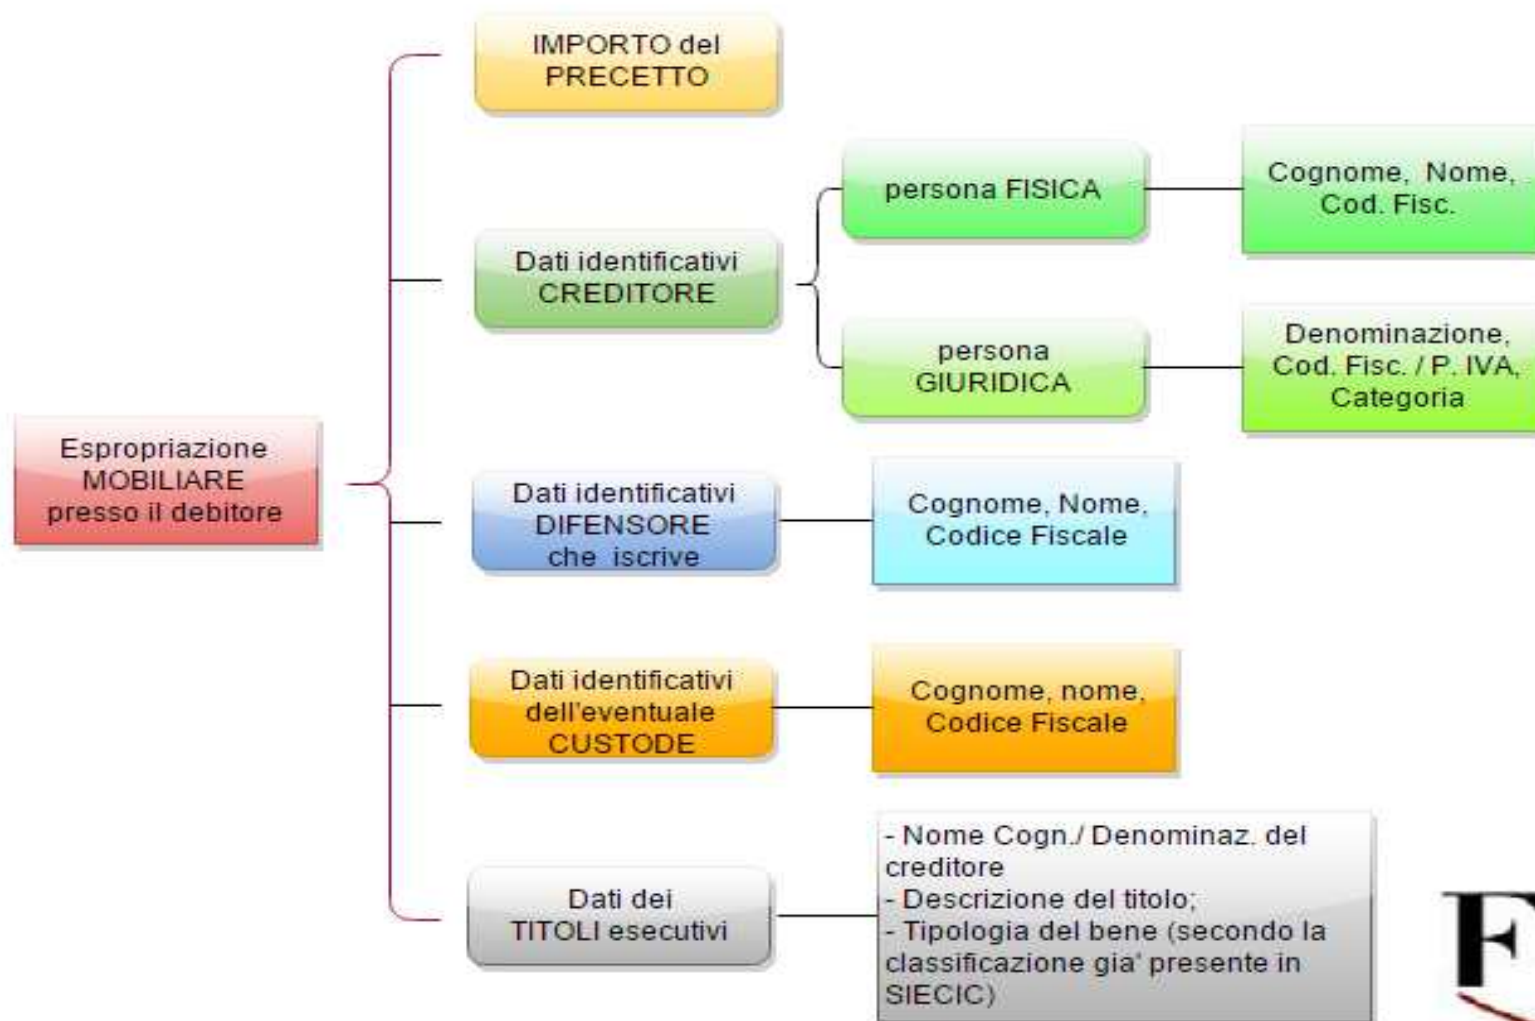 IMPORTO del
PRECETTO
persona FISICA
Cognome, Nome,
Cod. Fisc.
Dati identificativi
CREDITORE
persona
GIURIDICA
Denominazione,
Cod. Fisc. / P. IVA,
Categoria
Espropriazione
MOBILIARE
presso il debitore
Dati identificativi
DIFENSORE
che iscrive
Cognome, Nome,
Codice Fiscale
Dati identificativi
dell'eventuale
CUSTODE
Cognome, nome,
Codice Fiscale
Dati dei
TITOLI esecutivi
- Nome Cogn./ Denominaz. del
creditore
- Descrizione del titolo;
- Tipologia del bene (secondo la
classificazione gia' presente in
SIECIC)
F